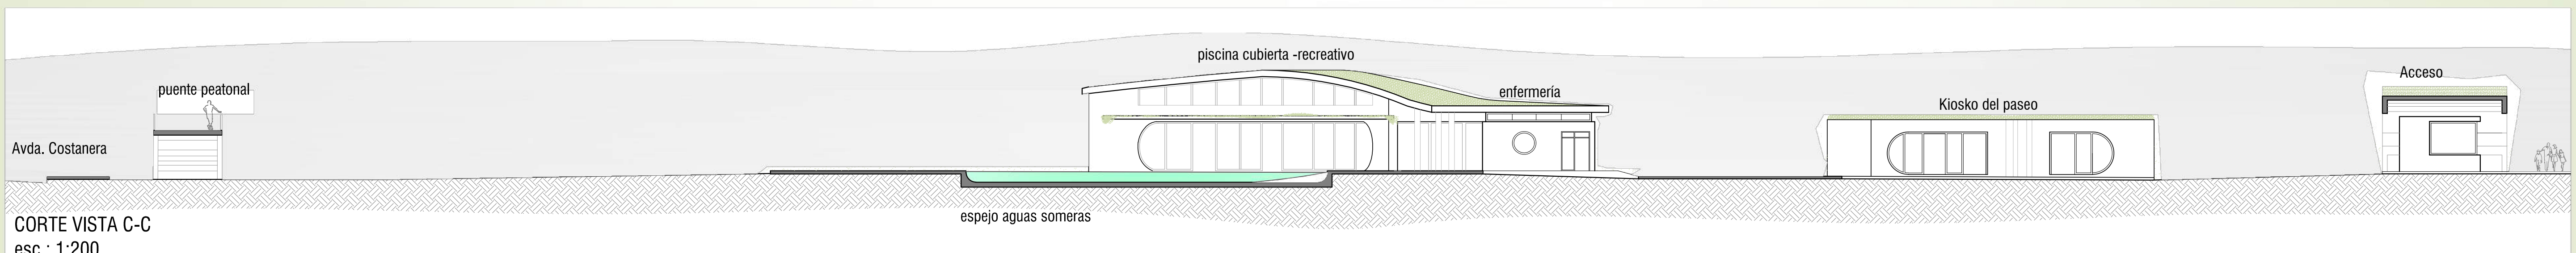 piscina cubierta -recreativo
Acceso
puente peatonal
enfermería
Kiosko del paseo
Avda. Costanera
espejo aguas someras
CORTE VISTA C-C
esc.: 1:200